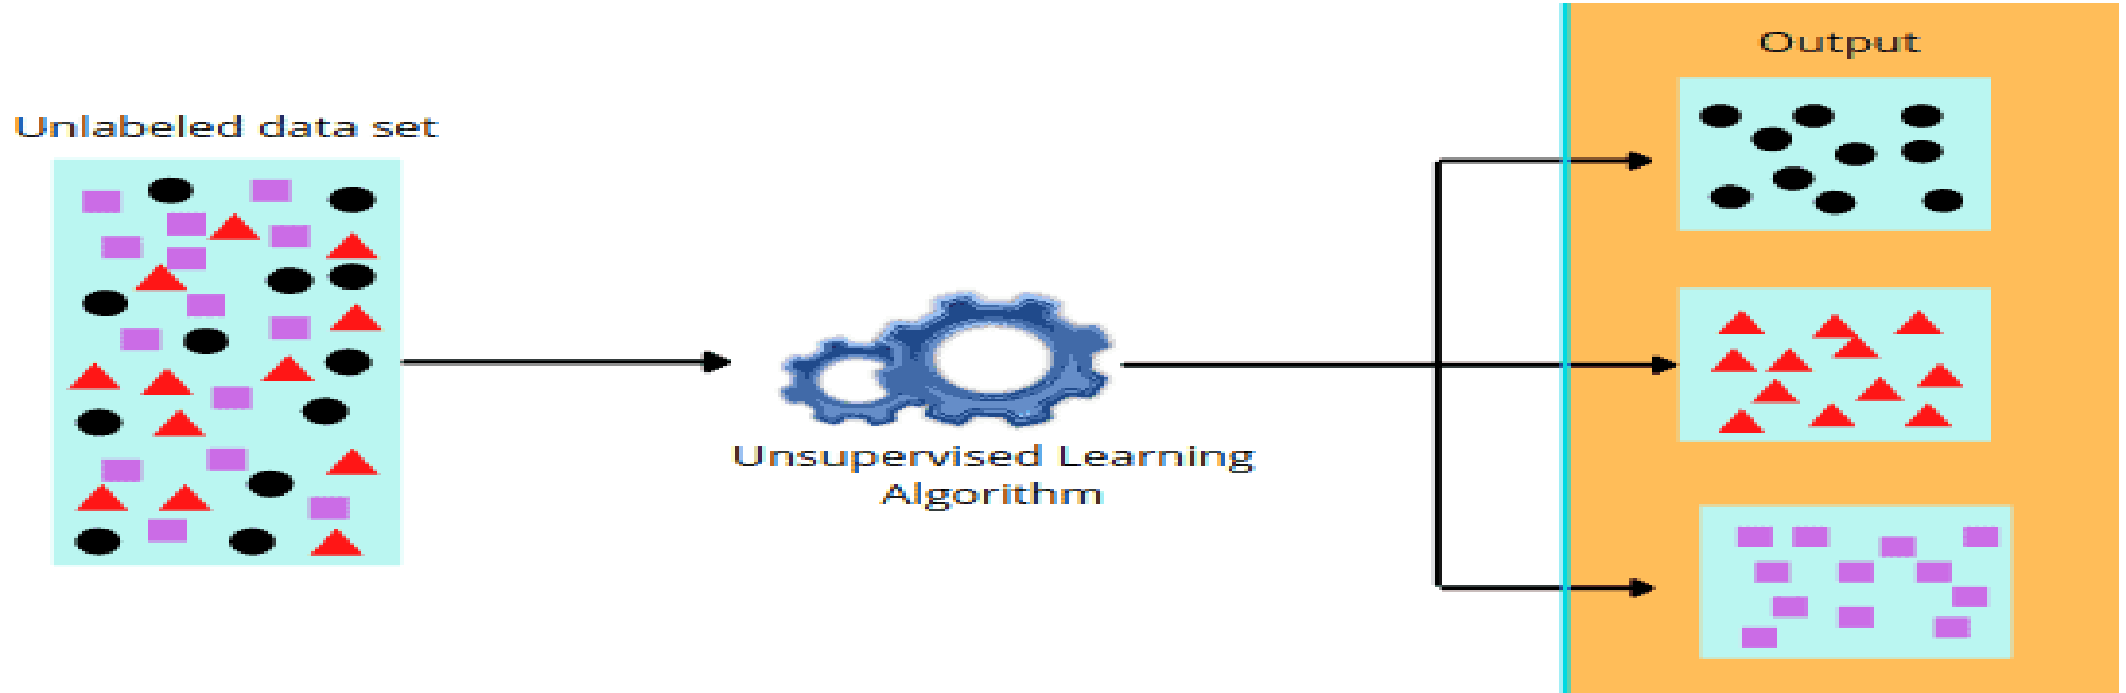 Unlabeled data set
Unsupervised Learning
Algorithm
Output